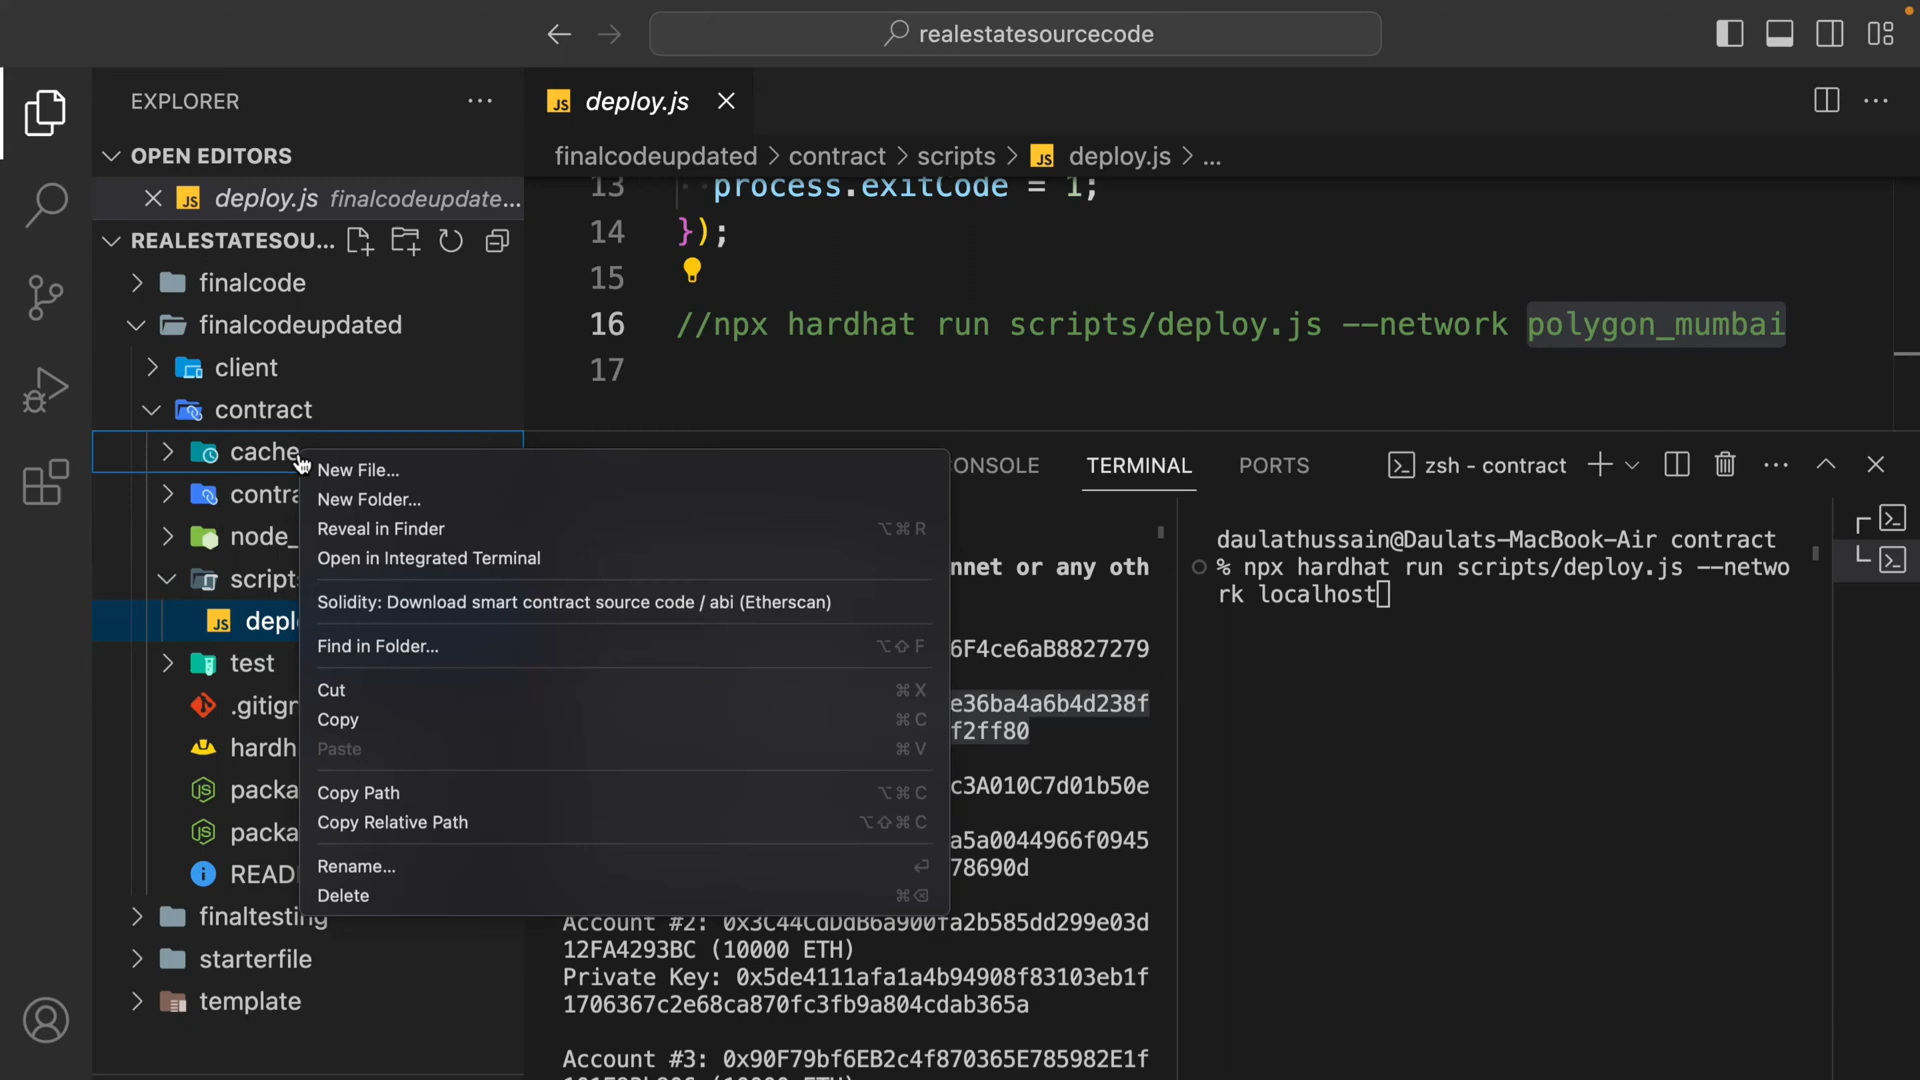 realestatesourcecode
EXPLORER
deploy.js
OPEN EDITORS
finalcodeupdated > contract > scripts > deploy.js > ...
deploy.js finalcodeupdate...
13 process.exitCode = 1;
REALESTATESOU...
14 });
finalcode
15
finalcodeupdated
16 //npx hardhat run scripts/deploy.js --network polygon_mumbai
client
17
contract
cache
contra
node_
scripts
deplo
test
.gitign
hardh
packa
packa
READ
finaltesting
starterfile
template
New File...
New Folder...
Reveal in Finder ⌥⌘R
Open in Integrated Terminal
Solidity: Download smart contract source code / abi (Etherscan)
Find in Folder... ⌥⇧F
Cut ⌘X
Copy ⌘C
Paste ⌘V
Copy Path ⌥⌘C
Copy Relative Path ⌥⇧⌘C
Rename... ↵
Delete ⌘⌫
ONSOLE TERMINAL PORTS zsh - contract
nnet or any oth
6F4ce6aB8827279
e36ba4a6b4d238f
f2ff80
c3A010C7d01b50e
a5a0044966f0945
78690d
Account #2: 0x3C44CdDdB6a900fa2b585dd299e03d
12FA4293BC (10000 ETH)
Private Key: 0x5de4111afa1a4b94908f83103eb1f
1706367c2e68ca870fc3fb9a804cdab365a
Account #3: 0x90F79bf6EB2c4f870365E785982E1f
daulathussain@Daulats-MacBook-Air contract
% npx hardhat run scripts/deploy.js --netwo
rk localhost